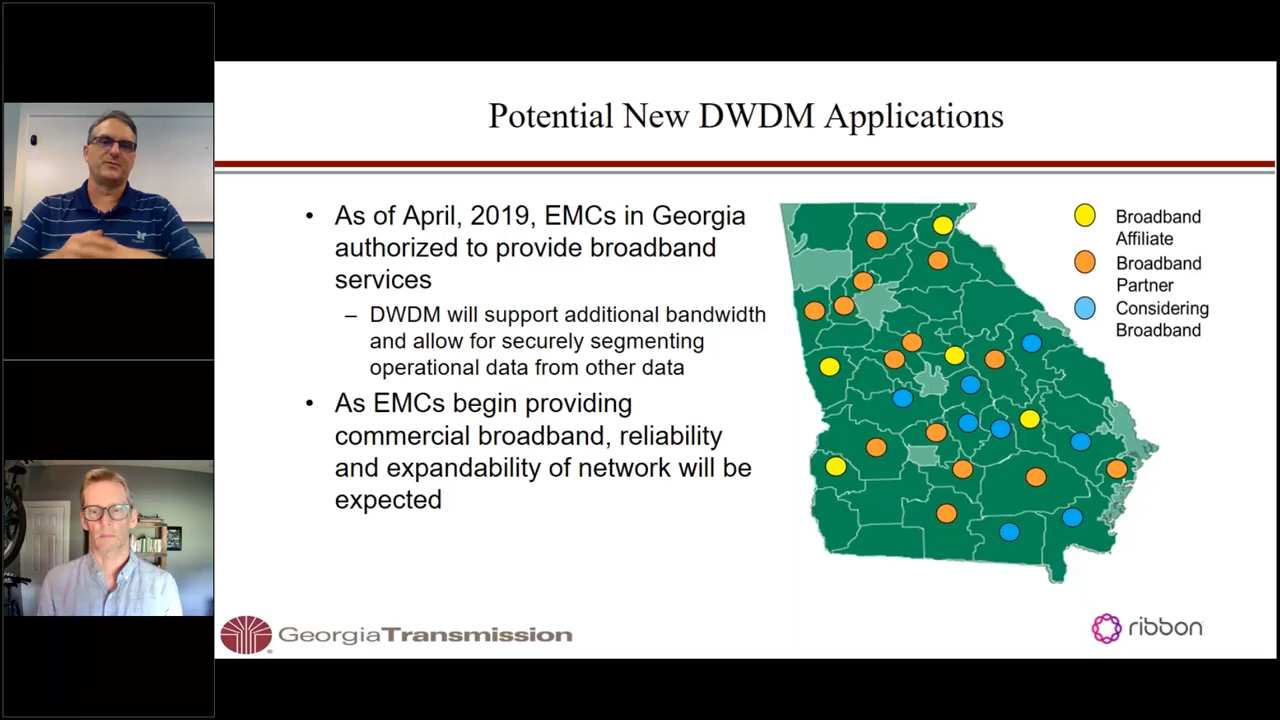 Potential New DWDM Applications
• As of April, 2019, EMCs in Georgia
authorized to provide broadband
services
– DWDM will support additional bandwidth
and allow for securely segmenting
operational data from other data
• As EMCs begin providing
commercial broadband, reliability
and expandability of network will be
expected
Broadband
Affiliate
Broadband
Partner
Considering
Broadband
GeorgiaTransmission
ribbon